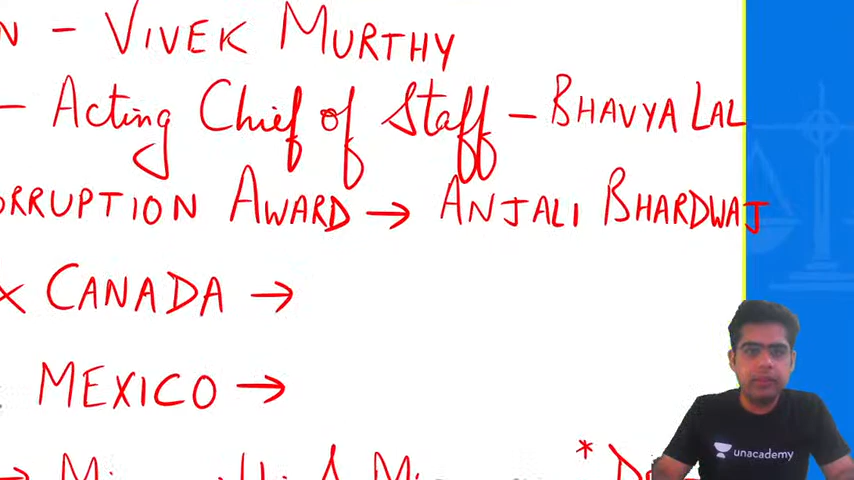 N - VIVEK MURTHY
- Acting Chief of Staff - BHAVYA LAL
ORRUPTION AWARD → ANJALI BHARDWAJ
x CANADA →
MEXICO →
unacademy